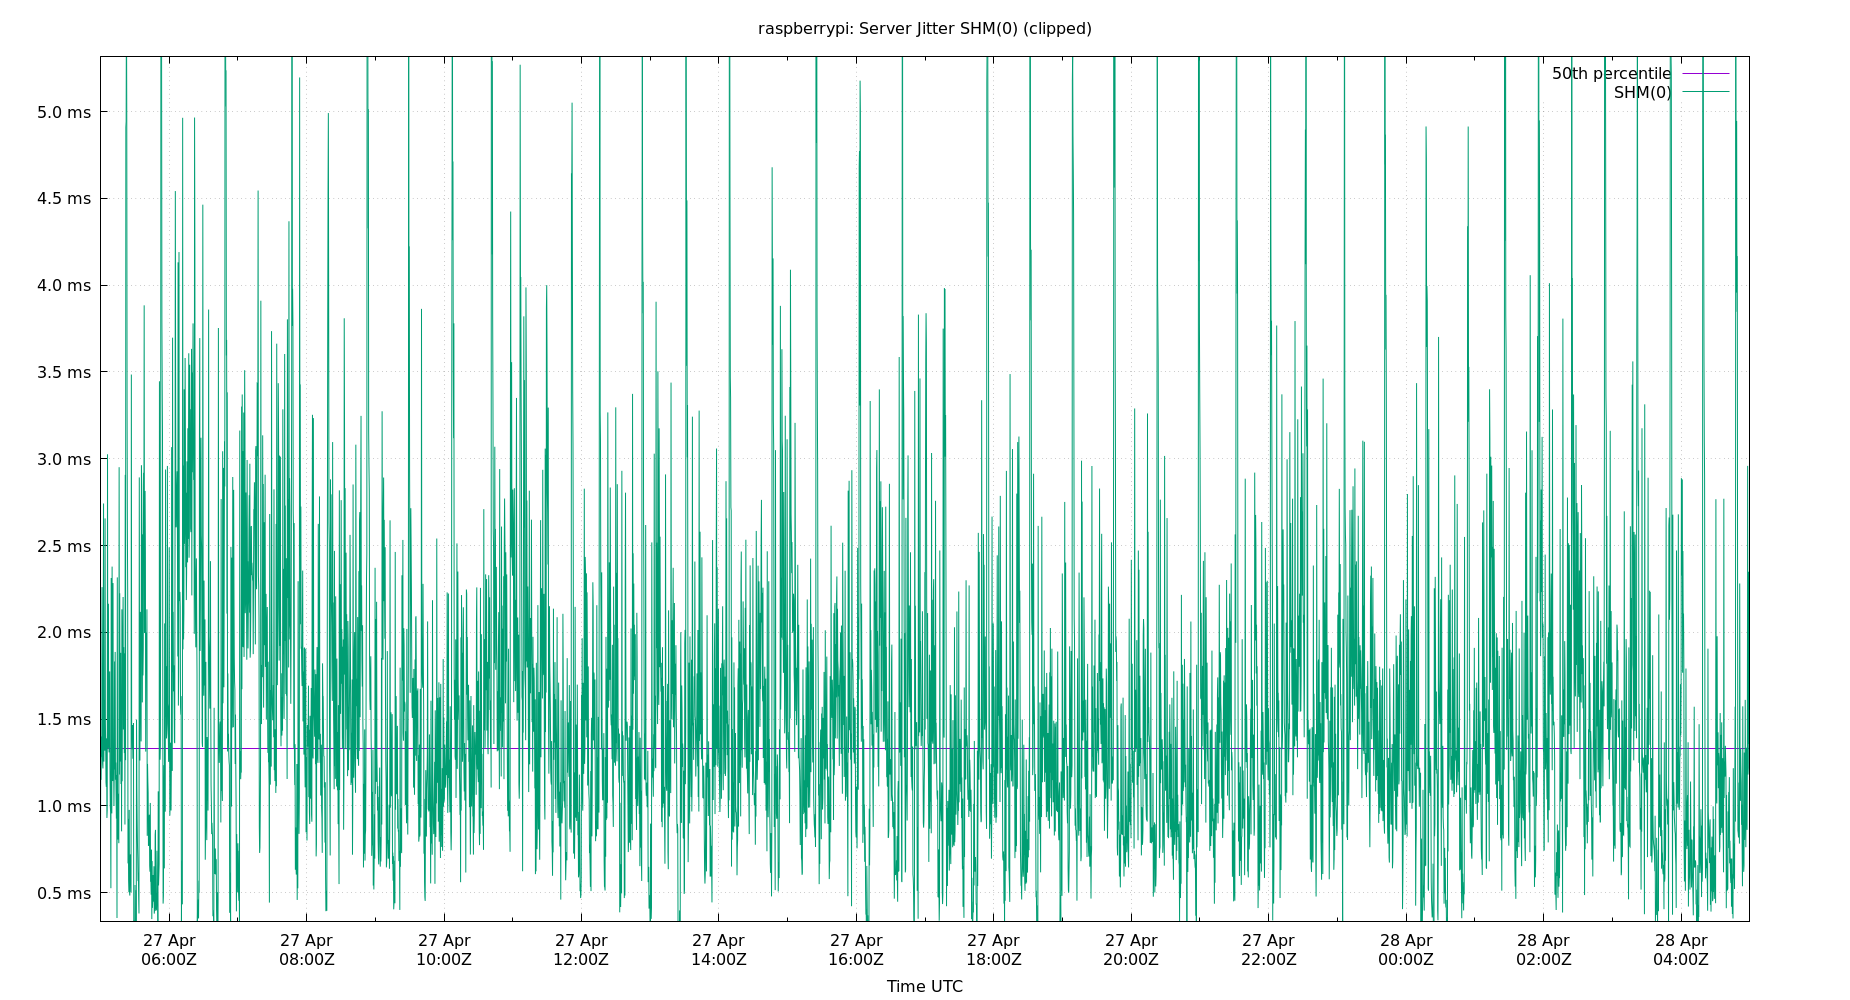 raspberrypi: Server Jitter SHM(0) (clipped)
50th percentile
SHM(0)
5.0 ms
4.5 ms
4.0 ms
3.5 ms
3.0 ms
2.5 ms
2.0 ms
1.5 ms
1.0 ms
0.5 ms
27 Apr 27 Apr 27 Apr 27 Apr 27 Apr 27 Apr 27 Apr 27 Apr 27 Apr 28 Apr 28 Apr 28 Apr
06:00Z 08:00Z 10:00Z 12:00Z 14:00Z 16:00Z 18:00Z 20:00Z 22:00Z 00:00Z 02:00Z 04:00Z
Time UTC